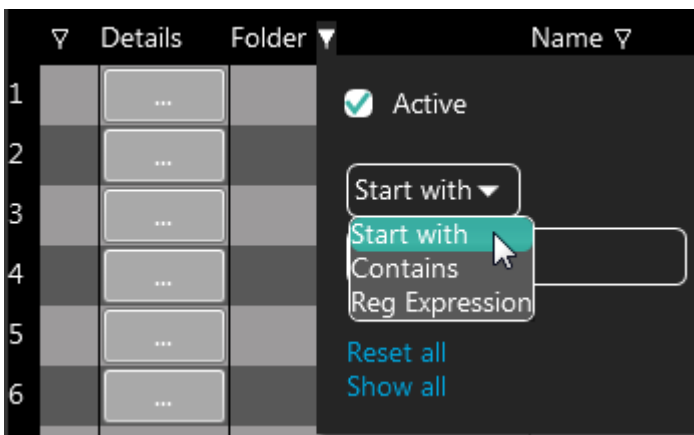 Details Folder Name
1 ...
Active
2 ...
Start with
3 ...
Start with
4 ...
Contains
Reg Expression
5 ...
Reset all
6 ...
Show all